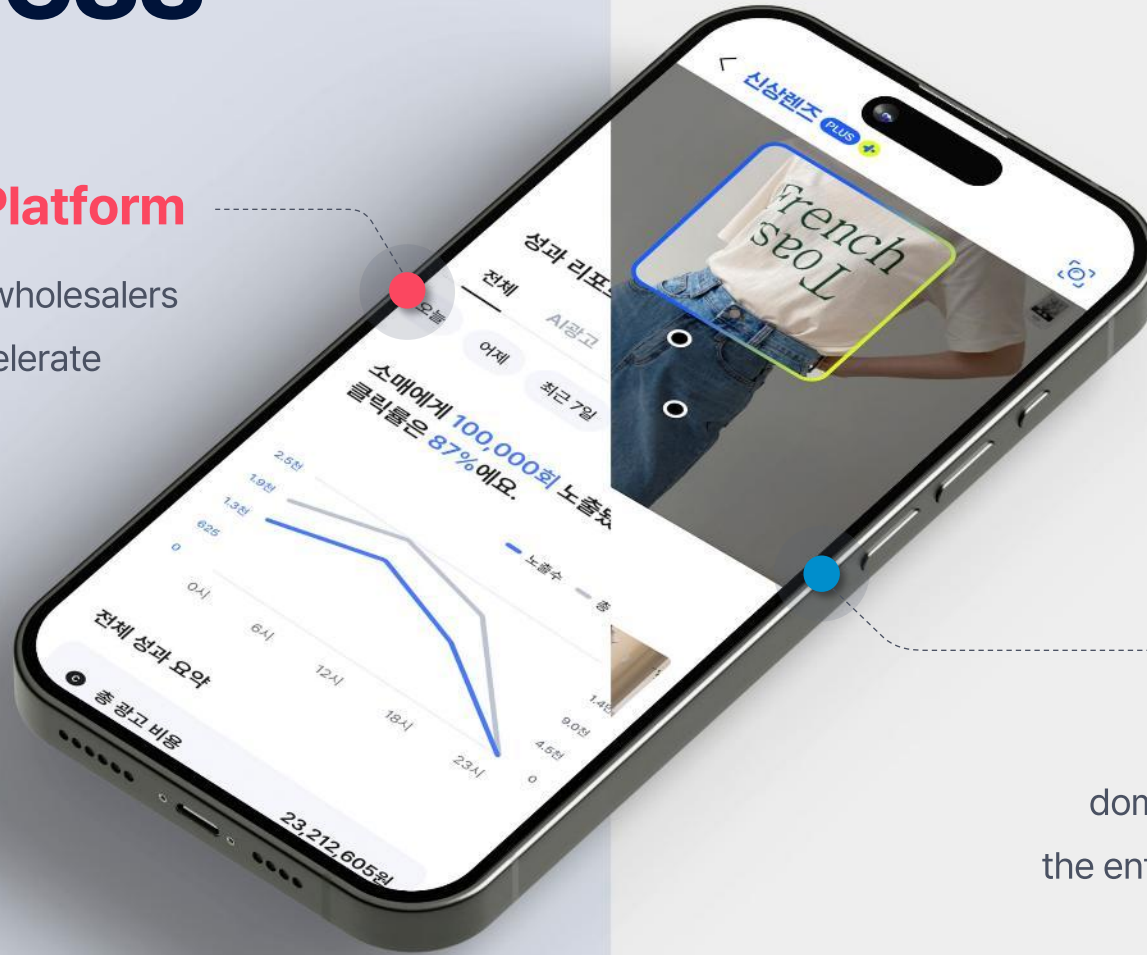 Platform
wholesalers
elerate
신상렌즈 PLUS
French
Toas
성과 리포
전체
AI광고
오늘
어제
최근 7일
소매에게 100,000회 노출됐
클릭률은 87%에요.
노출수
총
2.5천
1.9천
1.3천
625
0
0시
6시
12시
18시
23시
1.4만
9.0천
4.5천
0
전체 성과 요약
C 총 광고 비용
23,212,605원
dom
the ent